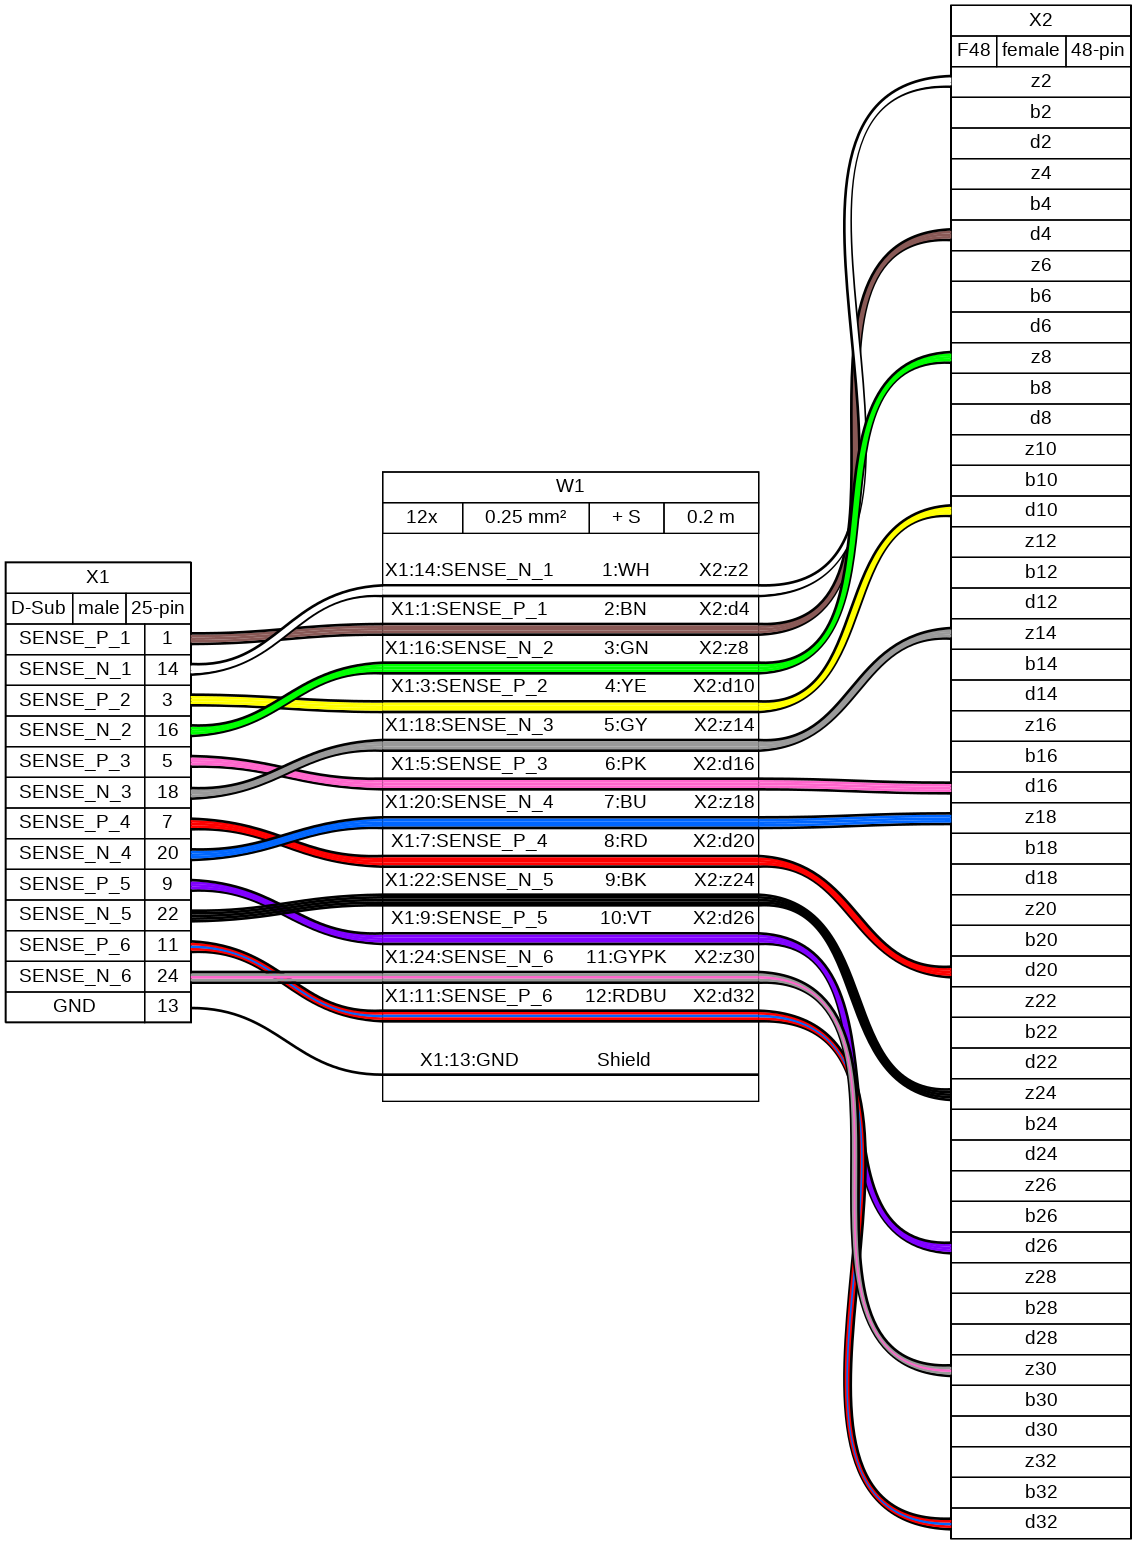 X1
D-Sub male 25-pin
SENSE_P_1 1
SENSE_N_1 14
SENSE_P_2 3
SENSE_N_2 16
SENSE_P_3 5
SENSE_N_3 18
SENSE_P_4 7
SENSE_N_4 20
SENSE_P_5 9
SENSE_N_5 22
SENSE_P_6 11
SENSE_N_6 24
GND 13
W1
12x 0.25 mm² + S 0.2 m
X1:14:SENSE_N_1 1:WH X2:z2
X1:1:SENSE_P_1 2:BN X2:d4
X1:16:SENSE_N_2 3:GN X2:z8
X1:3:SENSE_P_2 4:YE X2:d10
X1:18:SENSE_N_3 5:GY X2:z14
X1:5:SENSE_P_3 6:PK X2:d16
X1:20:SENSE_N_4 7:BU X2:z18
X1:7:SENSE_P_4 8:RD X2:d20
X1:22:SENSE_N_5 9:BK X2:z24
X1:9:SENSE_P_5 10:VT X2:d26
X1:24:SENSE_N_6 11:GYPK X2:z30
X1:11:SENSE_P_6 12:RDBU X2:d32
X1:13:GND Shield
X2
F48 female 48-pin
z2
b2
d2
z4
b4
d4
z6
b6
d6
z8
b8
d8
z10
b10
d10
z12
b12
d12
z14
b14
d14
z16
b16
d16
z18
b18
d18
z20
b20
d20
z22
b22
d22
z24
b24
d24
z26
b26
d26
z28
b28
d28
z30
b30
d30
z32
b32
d32